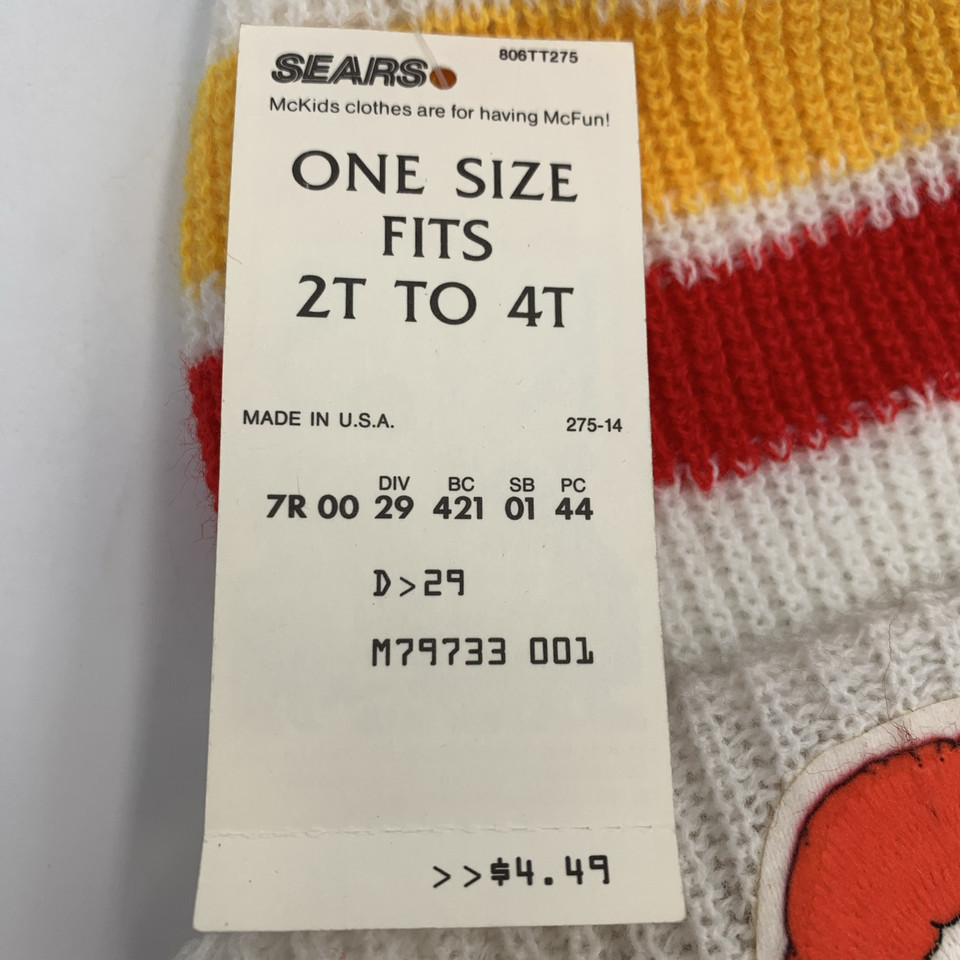 SEARS
806TT275
McKids clothes are for having McFun!
ONE SIZE
FITS
2T TO 4T
MADE IN U.S.A. 275-14
DIV BC SB PC
7R 00 29 421 01 44
D>29
M79733 001
>>$4.49